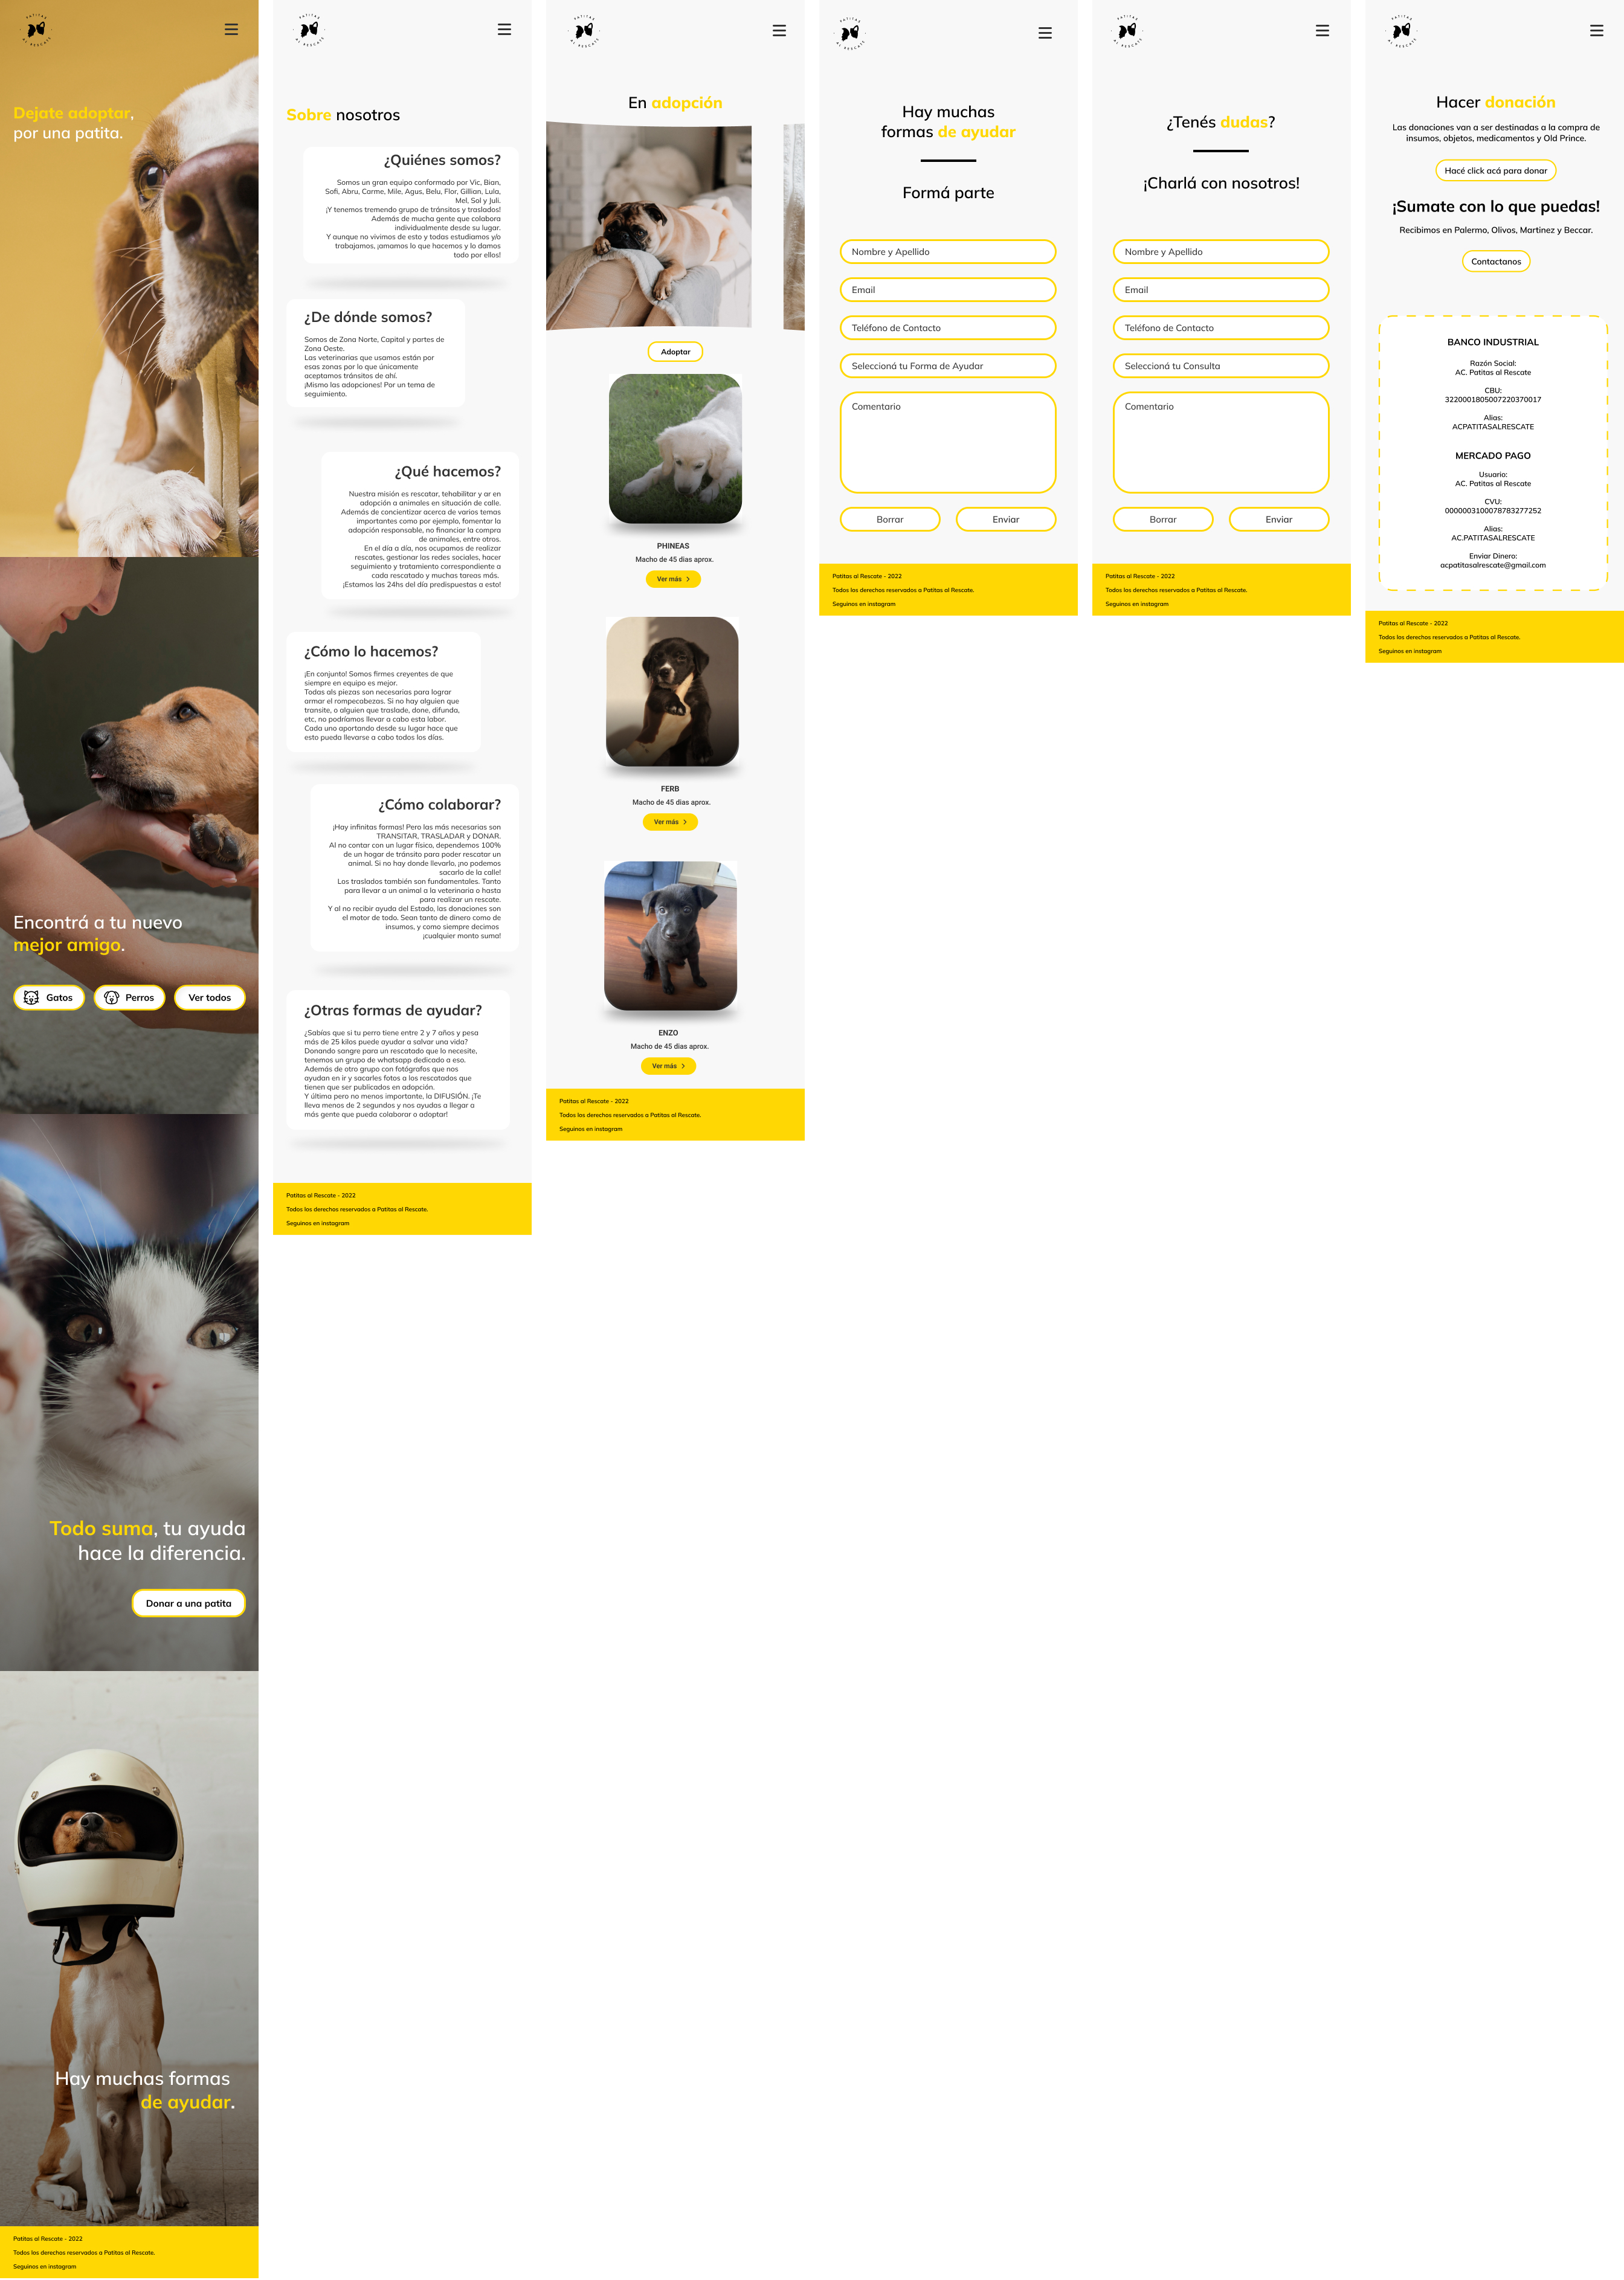 PATITAS
AL RESCATE
Dejate adoptar,
por una patita.
Encontrá a tu nuevo
mejor amigo.
Gatos
Perros
Ver todos
Todo suma, tu ayuda
hace la diferencia.
Donar a una patita
Hay muchas formas
de ayudar.
Patitas al Rescate - 2022
Todos los derechos reservados a Patitas al Rescate.
Seguinos en instagram
PATITAS
AL RESCATE
Sobre nosotros
¿Quiénes somos?
Somos un gran equipo conformado por Vic, Bian,
Sofi, Abru, Carme, Mile, Agus, Belu, Flor, Gillian, Lula,
Mel, Sol y Juli.
¡Y tenemos tremendo grupo de tránsitos y traslados!
Además de mucha gente que colabora
individualmente desde su lugar.
Y aunque no vivimos de esto y todas estudiamos y/o
trabajamos, ¡amamos lo que hacemos y lo damos
todo por ellos!
¿De dónde somos?
Somos de Zona Norte, Capital y partes de
Zona Oeste.
Las veterinarias que usamos están por
esas zonas por lo que únicamente
aceptamos tránsitos de ahí.
¡Mismo las adopciones! Por un tema de
seguimiento.
¿Qué hacemos?
Nuestra misión es rescatar, tehabilitar y ar en
adopción a animales en situación de calle.
Además de concientizar acerca de varios temas
importantes como por ejemplo, fomentar la
adopción responsable, no financiar la compra
de animales, entre otros.
En el día a día, nos ocupamos de realizar
rescates, gestionar las redes sociales, hacer
seguimiento y tratamiento correspondiente a
cada rescatado y muchas tareas más.
¡Estamos las 24hs del día predispuestas a esto!
¿Cómo lo hacemos?
¡En conjunto! Somos firmes creyentes de que
siempre en equipo es mejor.
Todas als piezas son necesarias para lograr
armar el rompecabezas. Si no hay alguien que
transite, o alguien que traslade, done, difunda,
etc, no podríamos llevar a cabo esta labor.
Cada uno aportando desde su lugar hace que
esto pueda llevarse a cabo todos los días.
¿Cómo colaborar?
¡Hay infinitas formas! Pero las más necesarias son
TRANSITAR, TRASLADAR y DONAR.
Al no contar con un lugar físico, dependemos 100%
de un hogar de tránsito para poder rescatar un
animal. Si no hay donde llevarlo, ¡no podemos
sacarlo de la calle!
Los traslados también son fundamentales. Tanto
para llevar a un animal a la veterinaria o hasta
para realizar un rescate.
Y al no recibir ayuda del Estado, las donaciones son
el motor de todo. Sean tanto de dinero como de
insumos, y como siempre decimos
¡cualquier monto suma!
¿Otras formas de ayudar?
¿Sabías que si tu perro tiene entre 2 y 7 años y pesa
más de 25 kilos puede ayudar a salvar una vida?
Donando sangre para un rescatado que lo necesite,
tenemos un grupo de whatsapp dedicado a eso.
Además de otro grupo con fotógrafos que nos
ayudan en ir y sacarles fotos a los rescatados que
tienen que ser publicados en adopción.
Y última pero no menos importante, la DIFUSIÓN. ¡Te
lleva menos de 2 segundos y nos ayudas a llegar a
más gente que pueda colaborar o adoptar!
Patitas al Rescate - 2022
Todos los derechos reservados a Patitas al Rescate.
Seguinos en instagram
PATITAS
AL RESCATE
En adopción
Adoptar
PHINEAS
Macho de 45 dias aprox.
Ver más
FERB
Macho de 45 dias aprox.
Ver más
ENZO
Macho de 45 dias aprox.
Ver más
Patitas al Rescate - 2022
Todos los derechos reservados a Patitas al Rescate.
Seguinos en instagram
PATITAS
AL RESCATE
Hay muchas
formas de ayudar
Formá parte
Nombre y Apellido
Email
Teléfono de Contacto
Seleccioná tu Forma de Ayudar
Comentario
Borrar
Enviar
Patitas al Rescate - 2022
Todos los derechos reservados a Patitas al Rescate.
Seguinos en instagram
PATITAS
AL RESCATE
¿Tenés dudas?
¡Charlá con nosotros!
Nombre y Apellido
Email
Teléfono de Contacto
Seleccioná tu Consulta
Comentario
Borrar
Enviar
Patitas al Rescate - 2022
Todos los derechos reservados a Patitas al Rescate.
Seguinos en instagram
PATITAS
AL RESCATE
Hacer donación
Las donaciones van a ser destinadas a la compra de
insumos, objetos, medicamentos y Old Prince.
Hacé click acá para donar
¡Sumate con lo que puedas!
Recibimos en Palermo, Olivos, Martinez y Beccar.
Contactanos
BANCO INDUSTRIAL
Razón Social:
AC. Patitas al Rescate
CBU:
3220001805007220370017
Alias:
ACPATITASALRESCATE
MERCADO PAGO
Usuario:
AC. Patitas al Rescate
CVU:
0000003100078783277252
Alias:
AC.PATITASALRESCATE
Enviar Dinero:
acpatitasalrescate@gmail.com
Patitas al Rescate - 2022
Todos los derechos reservados a Patitas al Rescate.
Seguinos en instagram